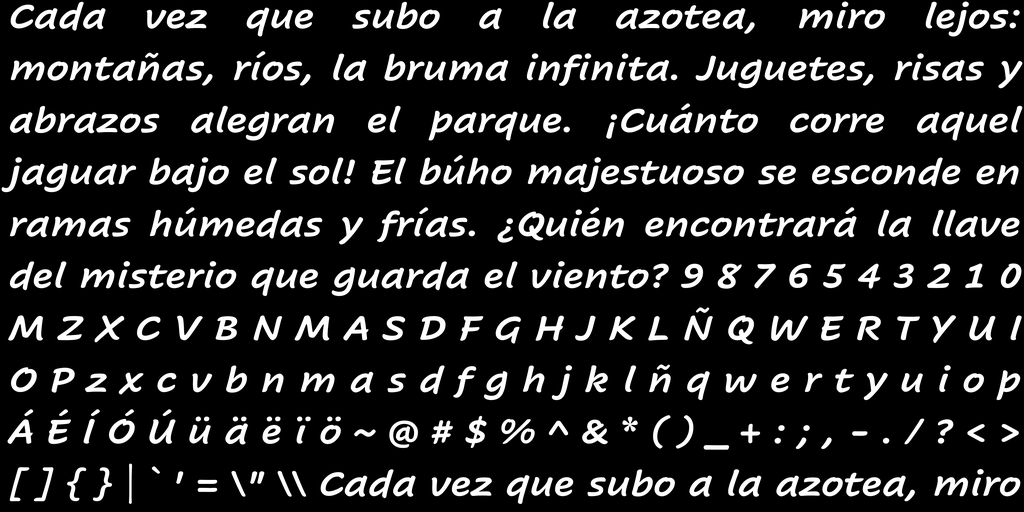 Cada vez que subo a la azotea, miro lejos:
montañas, ríos, la bruma infinita. Juguetes, risas y
abrazos alegran el parque. ¡Cuánto corre aquel
jaguar bajo el sol! El búho majestuoso se esconde en
ramas húmedas y frías. ¿Quién encontrará la llave
del misterio que guarda el viento? 9 8 7 6 5 4 3 2 1 0
M Z X C V B N M A S D F G H J K L Ñ Q W E R T Y U I
O P z x c v b n m a s d f g h j k l ñ q w e r t y u i o p
Á É Í Ó Ú ü ä ë ï ö ~ @ # $ % ^ & * ( ) _ + : ; , - . / ? < >
[ ] { } | ` ' = \" \\ Cada vez que subo a la azotea, miro